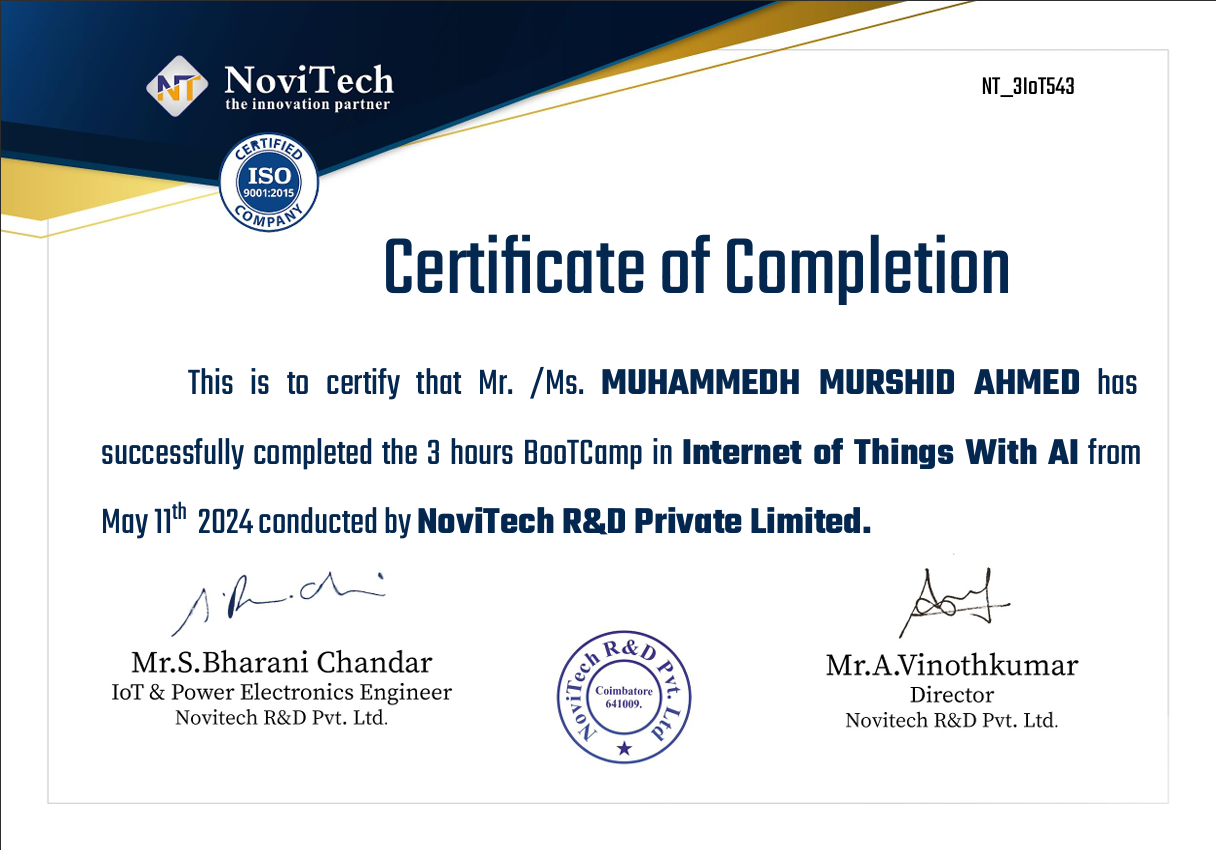 NT
NoviTech
the innovation partner
NT_3IoT543
CERTIFIED
ISO
9001:2015
COMPANY
Certificate of Completion
This is to certify that Mr. /Ms. MUHAMMEDH MURSHID AHMED has
successfully completed the 3 hours BooTCamp in Internet of Things With AI from
May 11th 2024 conducted by NoviTech R&D Private Limited.
Mr.S.Bharani Chandar
IoT & Power Electronics Engineer
Novitech R&D Pvt. Ltd.
NoviTech R&D Pvt. Ltd
Coimbatore
641009.
Mr.A.Vinothkumar
Director
Novitech R&D Pvt. Ltd.